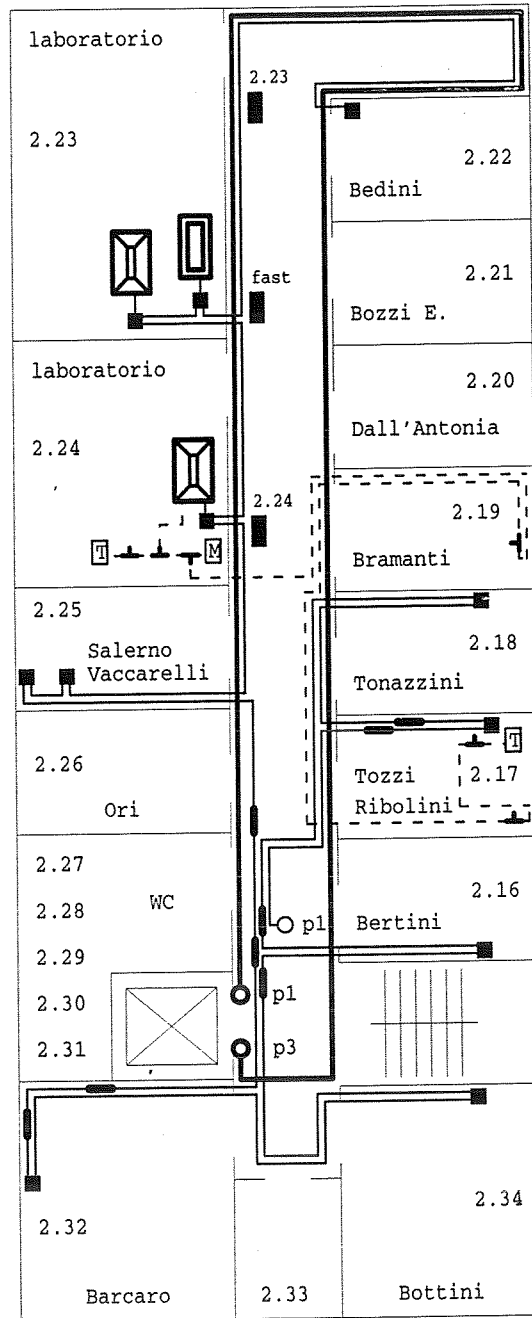 laboratorio
2.23
2.23
2.22
Bedini
fast
2.21
Bozzi E.
laboratorio
2.20
Dall'Antonia
2.24
2.24
2.19
T
M
Bramanti
2.25
Salerno
Vaccarelli
2.18
Tonazzini
T
2.26
Tozzi
2.17
Ori
Ribolini
2.27
WC
2.28
2.16
p1
Bertini
2.29
2.30
p1
2.31
p3
2.32
2.34
Barcaro
2.33
Bottini